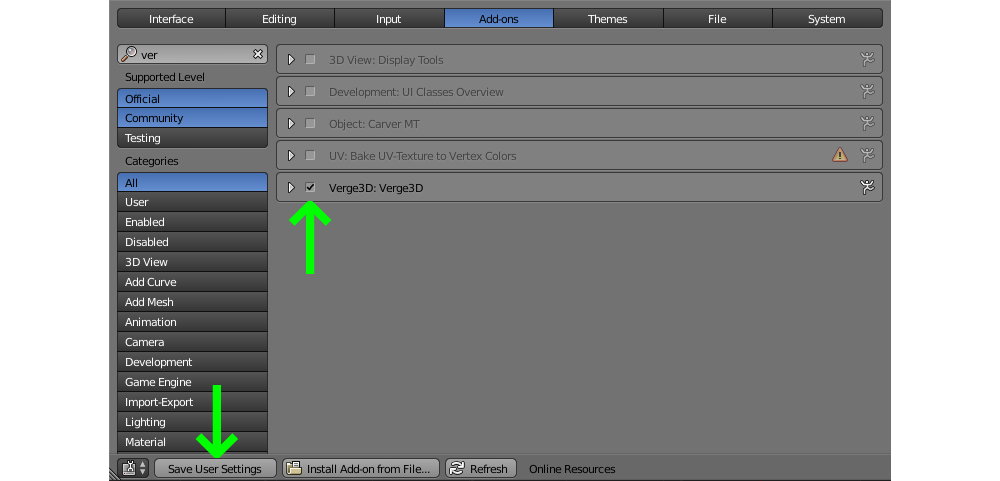 Interface Editing Input Add-ons Themes File System
ver
Supported Level
Official
Community
Testing
Categories
All
User
Enabled
Disabled
3D View
Add Curve
Add Mesh
Animation
Camera
Development
Game Engine
Import-Export
Lighting
Material
3D View: Display Tools
Development: UI Classes Overview
Object: Carver MT
UV: Bake UV-Texture to Vertex Colors
Verge3D: Verge3D
Save User Settings Install Add-on from File... Refresh Online Resources